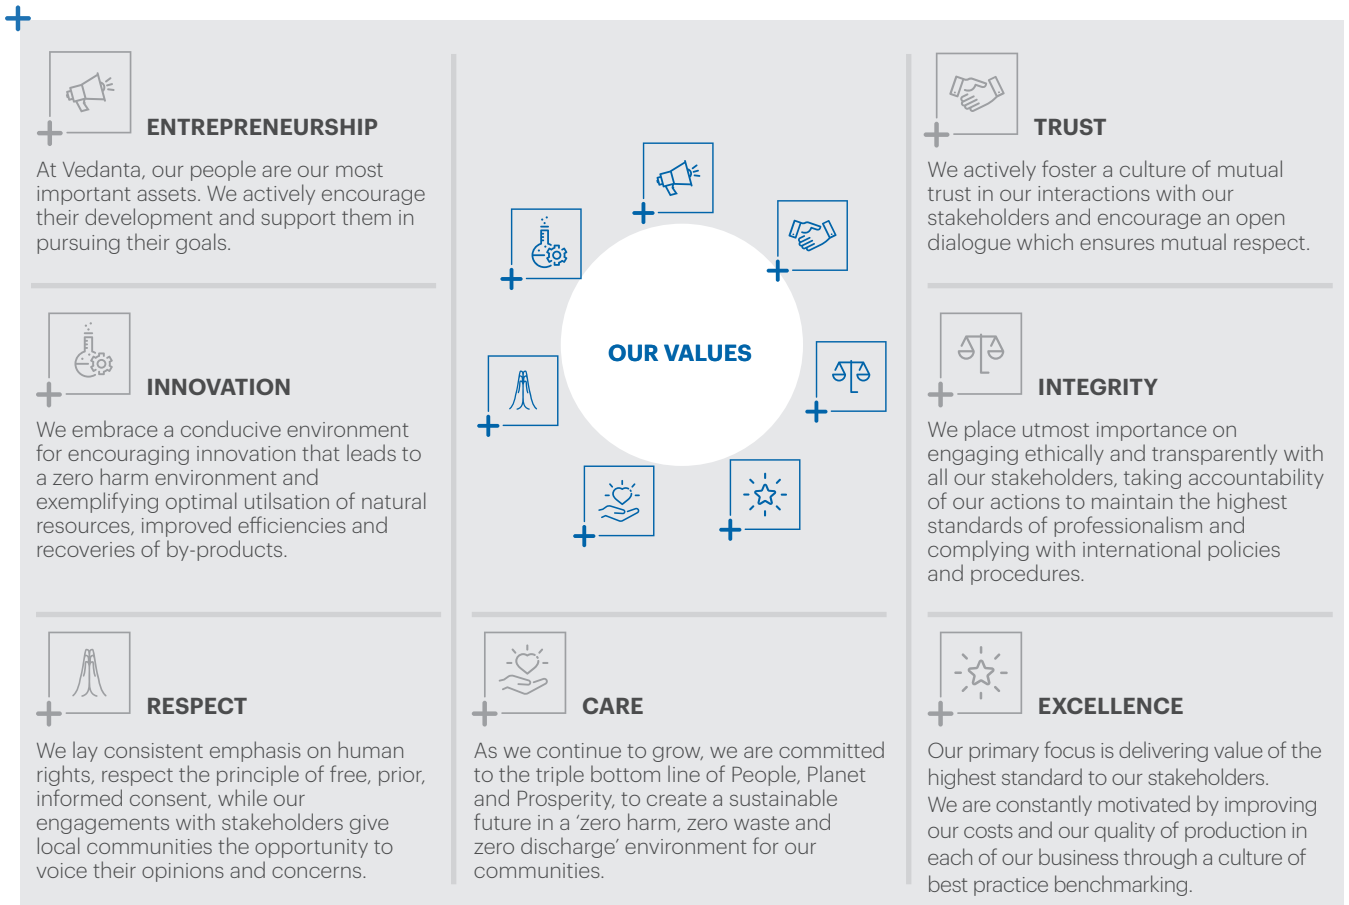 ENTREPRENEURSHIP
At Vedanta, our people are our most
important assets. We actively encourage
their development and support them in
pursuing their goals.
TRUST
We actively foster a culture of mutual
trust in our interactions with our
stakeholders and encourage an open
dialogue which ensures mutual respect.
OUR VALUES
INNOVATION
We embrace a conducive environment
for encouraging innovation that leads to
a zero harm environment and
exemplifying optimal utilsation of natural
resources, improved efficiencies and
recoveries of by-products.
INTEGRITY
We place utmost importance on
engaging ethically and transparently with
all our stakeholders, taking accountability
of our actions to maintain the highest
standards of professionalism and
complying with international policies
and procedures.
RESPECT
We lay consistent emphasis on human
rights, respect the principle of free, prior,
informed consent, while our
engagements with stakeholders give
local communities the opportunity to
voice their opinions and concerns.
CARE
As we continue to grow, we are committed
to the triple bottom line of People, Planet
and Prosperity, to create a sustainable
future in a ‘zero harm, zero waste and
zero discharge’ environment for our
communities.
EXCELLENCE
Our primary focus is delivering value of the
highest standard to our stakeholders.
We are constantly motivated by improving
our costs and our quality of production in
each of our business through a culture of
best practice benchmarking.